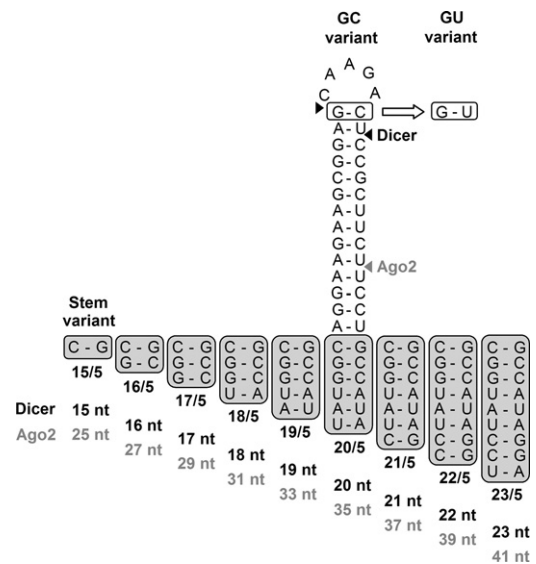 GC variant
GU variant
C A A G A
G - C
G - U
A - U
Dicer
G - C
G - C
C - G
G - C
A - U
A - U
G - C
A - U
Ago2
A - U
G - C
G - C
A - U
Stem variant
C - G
15/5
C - G
G - C
16/5
C - G
G - C
G - C
17/5
C - G
G - C
G - C
U - A
18/5
C - G
G - C
G - C
U - A
A - U
19/5
C - G
G - C
G - C
U - A
A - U
U - A
20/5
C - G
G - C
G - C
U - A
A - U
U - A
C - G
21/5
C - G
G - C
G - C
U - A
A - U
U - A
C - G
C - G
22/5
C - G
G - C
G - C
U - A
A - U
U - A
C - G
C - G
U - A
23/5
Dicer 15 nt 16 nt 17 nt 18 nt 19 nt 20 nt 21 nt 22 nt 23 nt
Ago2 25 nt 27 nt 29 nt 31 nt 33 nt 35 nt 37 nt 39 nt 41 nt